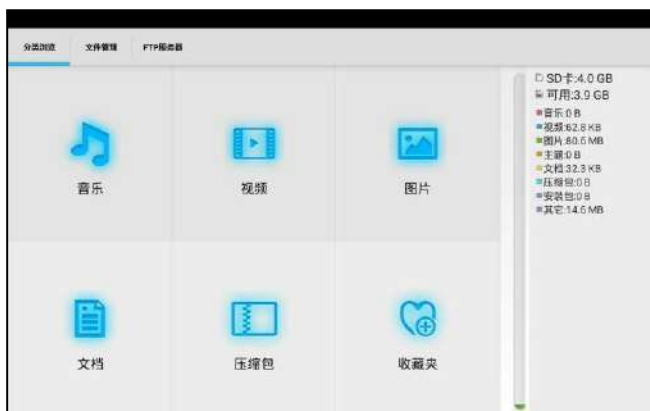 分类浏览 文件管理 FTP服务器
SD卡:4.0 GB
可用:3.9 GB
音乐:0 B
视频:62.8 KB
图片:80.6 MB
主题:0 B
文档:32.3 KB
压缩包:0 B
安装包:0 B
其它:14.6 MB
音乐 视频 图片
文档 压缩包 收藏夹